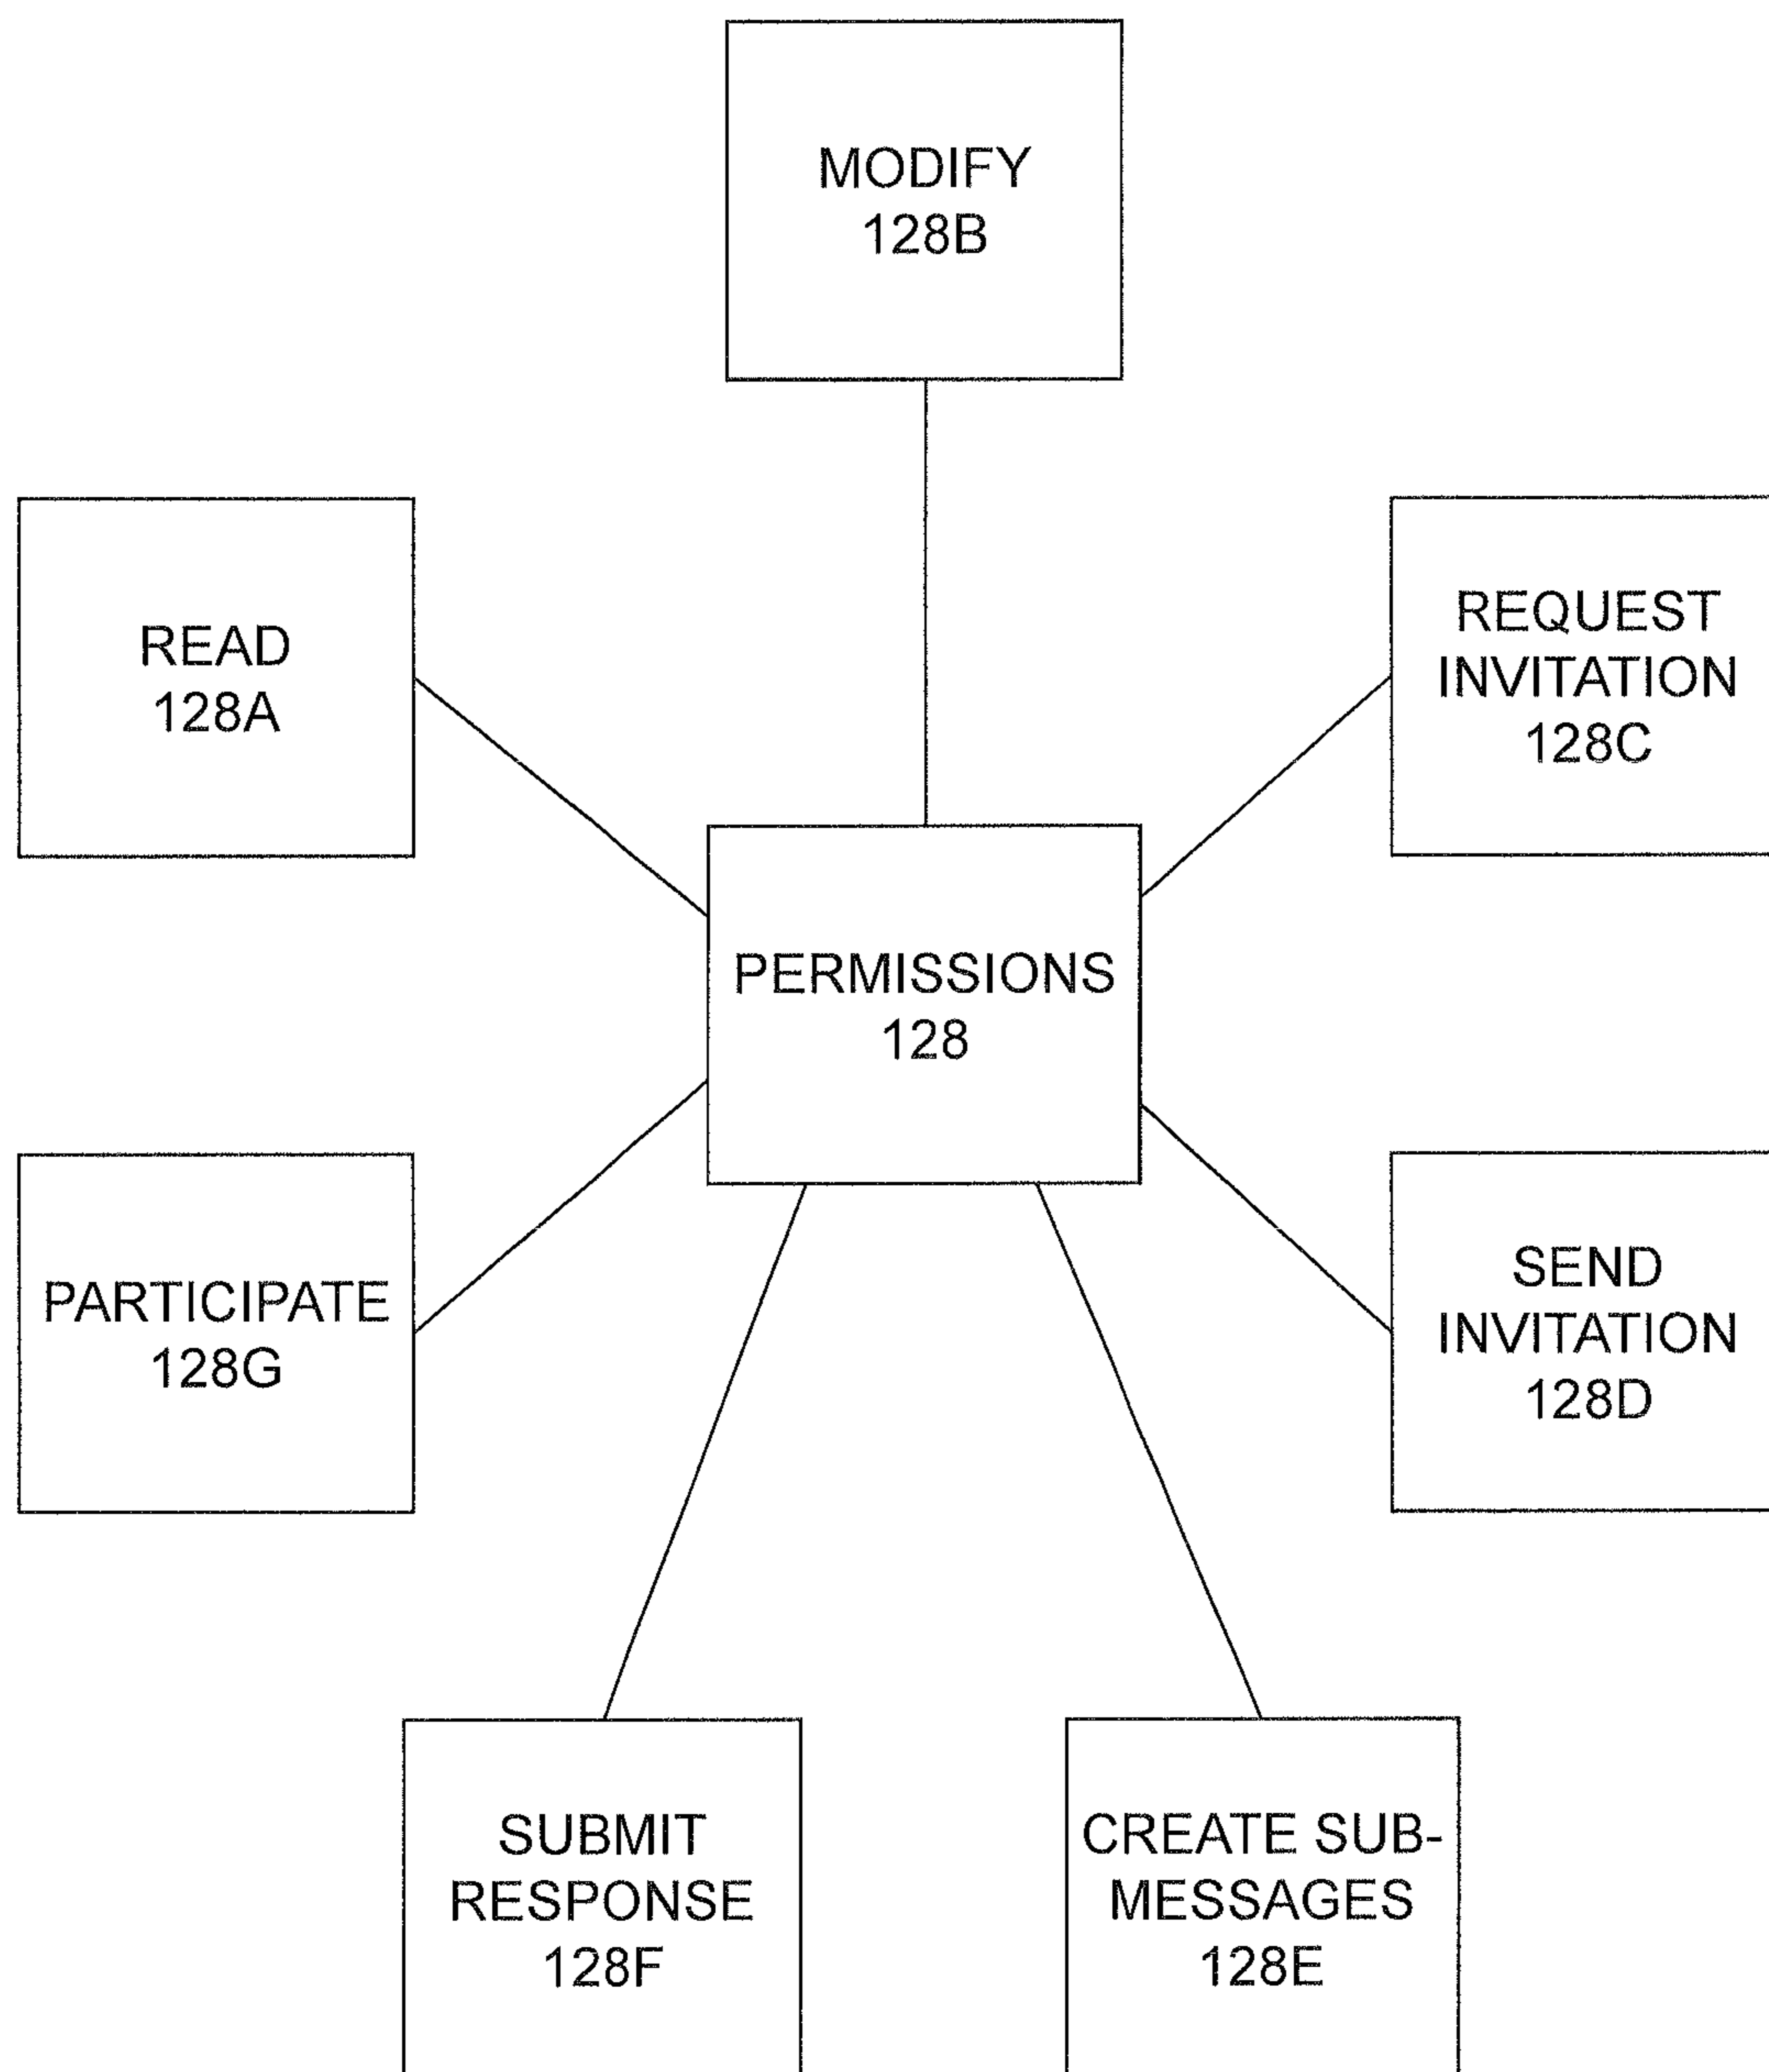 MODIFY
128B
READ
128A
REQUEST
INVITATION
128C
PERMISSIONS
128
PARTICIPATE
128G
SEND
INVITATION
128D
SUBMIT
RESPONSE
128F
CREATE SUB-
MESSAGES
128E